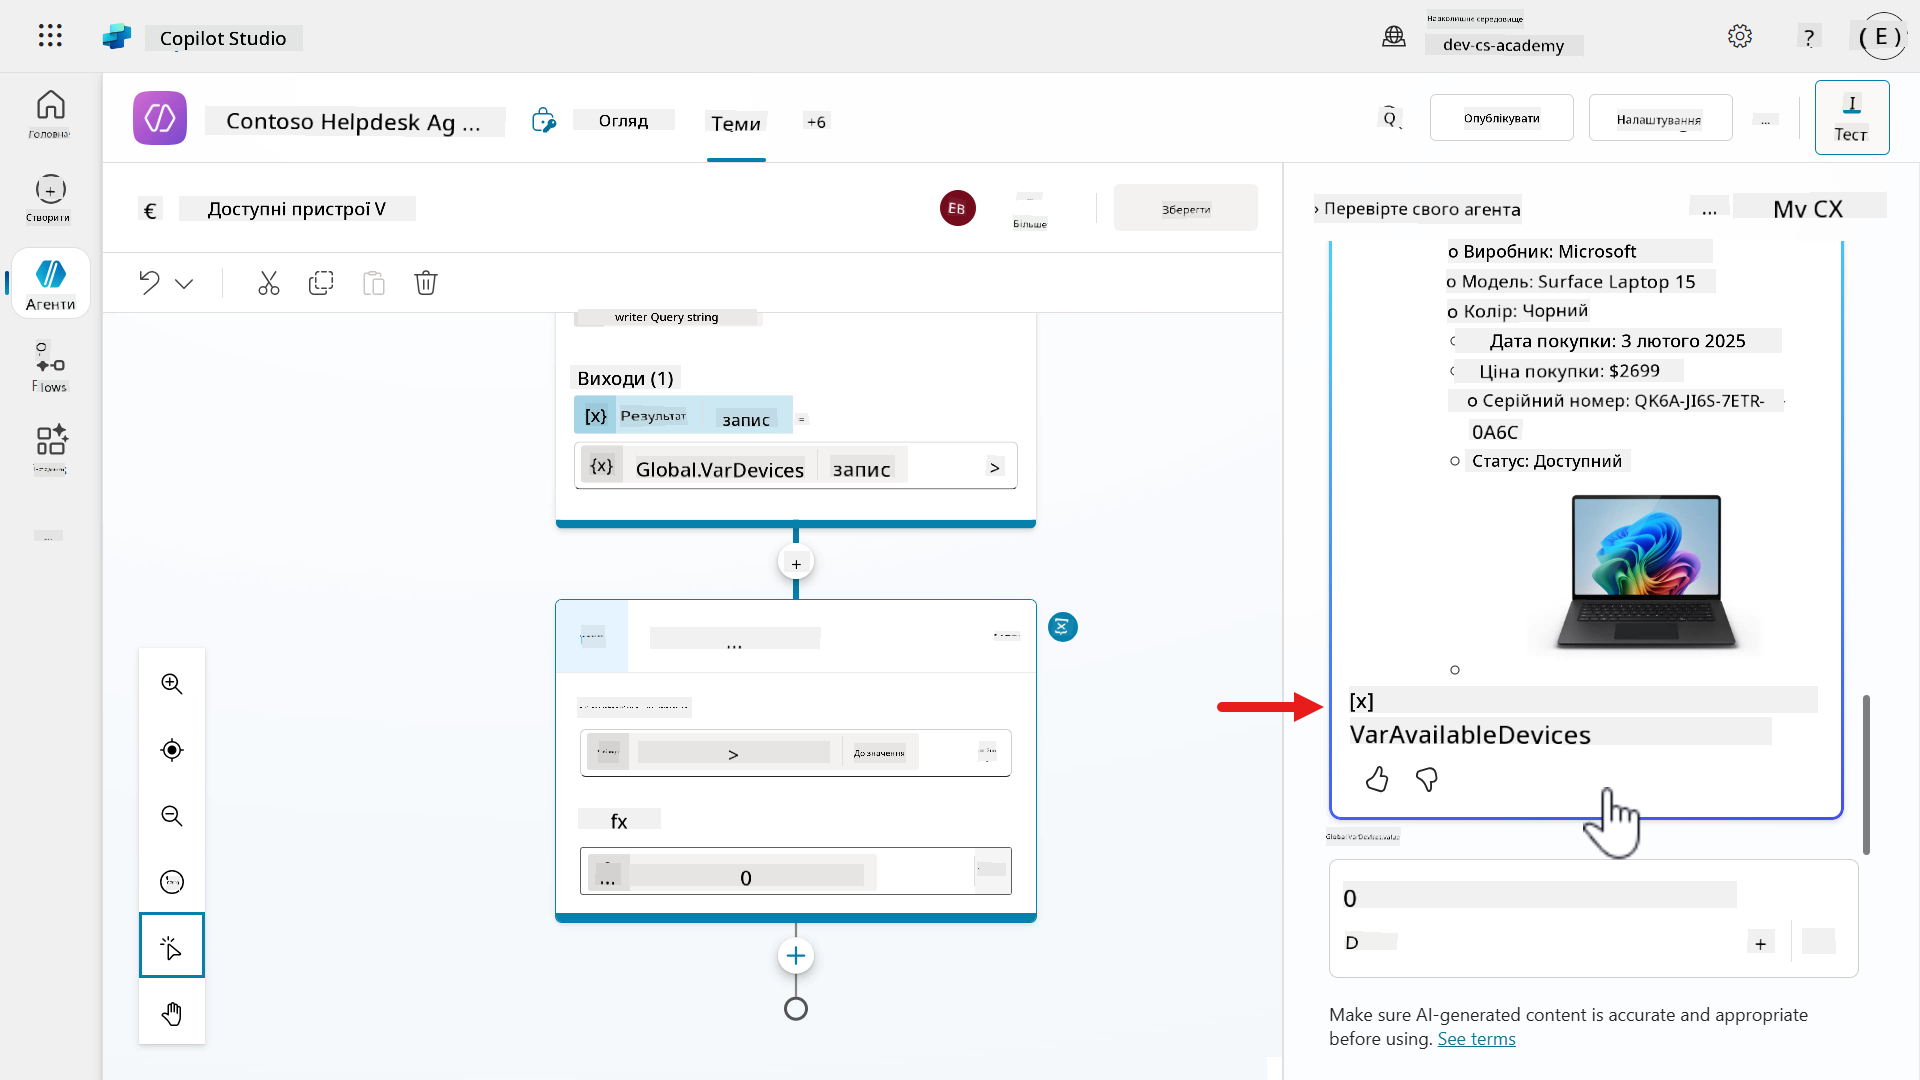 Copilot Studio
Навколишнє середовище
dev-cs-academy
?
( E )
Головна
Створити
Агенти
Flows
Contoso Helpdesk Ag ...
Огляд
Теми
+6
Опублікувати
Налаштування
...
Тест
€
Доступні пристрої V
EB
Більше
Зберегти
writer Query string
Виходи (1)
[x} Результат запис =
{x} Global.VarDevices запис >
+
...
> До значення
fx
... 0
› Перевірте свого агента
...
My CX
o Виробник: Microsoft
o Модель: Surface Laptop 15
o Колір: Чорний
Дата покупки: 3 лютого 2025
Ціна покупки: $2699
o Серійний номер: QK6A-JI6S-7ETR-
0A6C
Статус: Доступний
[x]
VarAvailableDevices
Global.VarDevices.value
0
D
+
Make sure AI-generated content is accurate and appropriate
before using. See terms